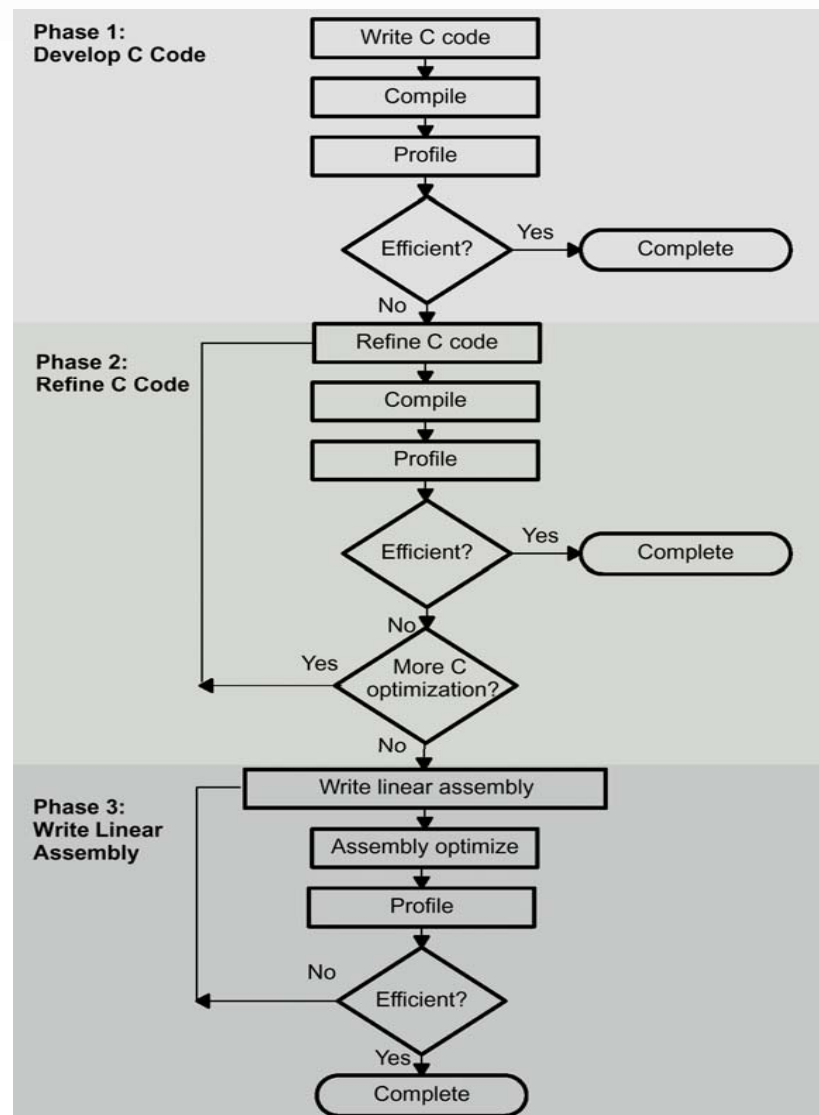 Phase 1:
Develop C Code
Write C code
Compile
Profile
Efficient?
Yes
Complete
No
Phase 2:
Refine C Code
Refine C code
Compile
Profile
Efficient?
Yes
Complete
No
More C
optimization?
Yes
No
Phase 3:
Write Linear
Assembly
Write linear assembly
Assembly optimize
Profile
Efficient?
No
Yes
Complete